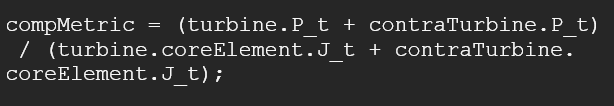 compMetric = (turbine.P_t + contraTurbine.P_t)
/ (turbine.coreElement.J_t + contraTurbine.
coreElement.J_t);